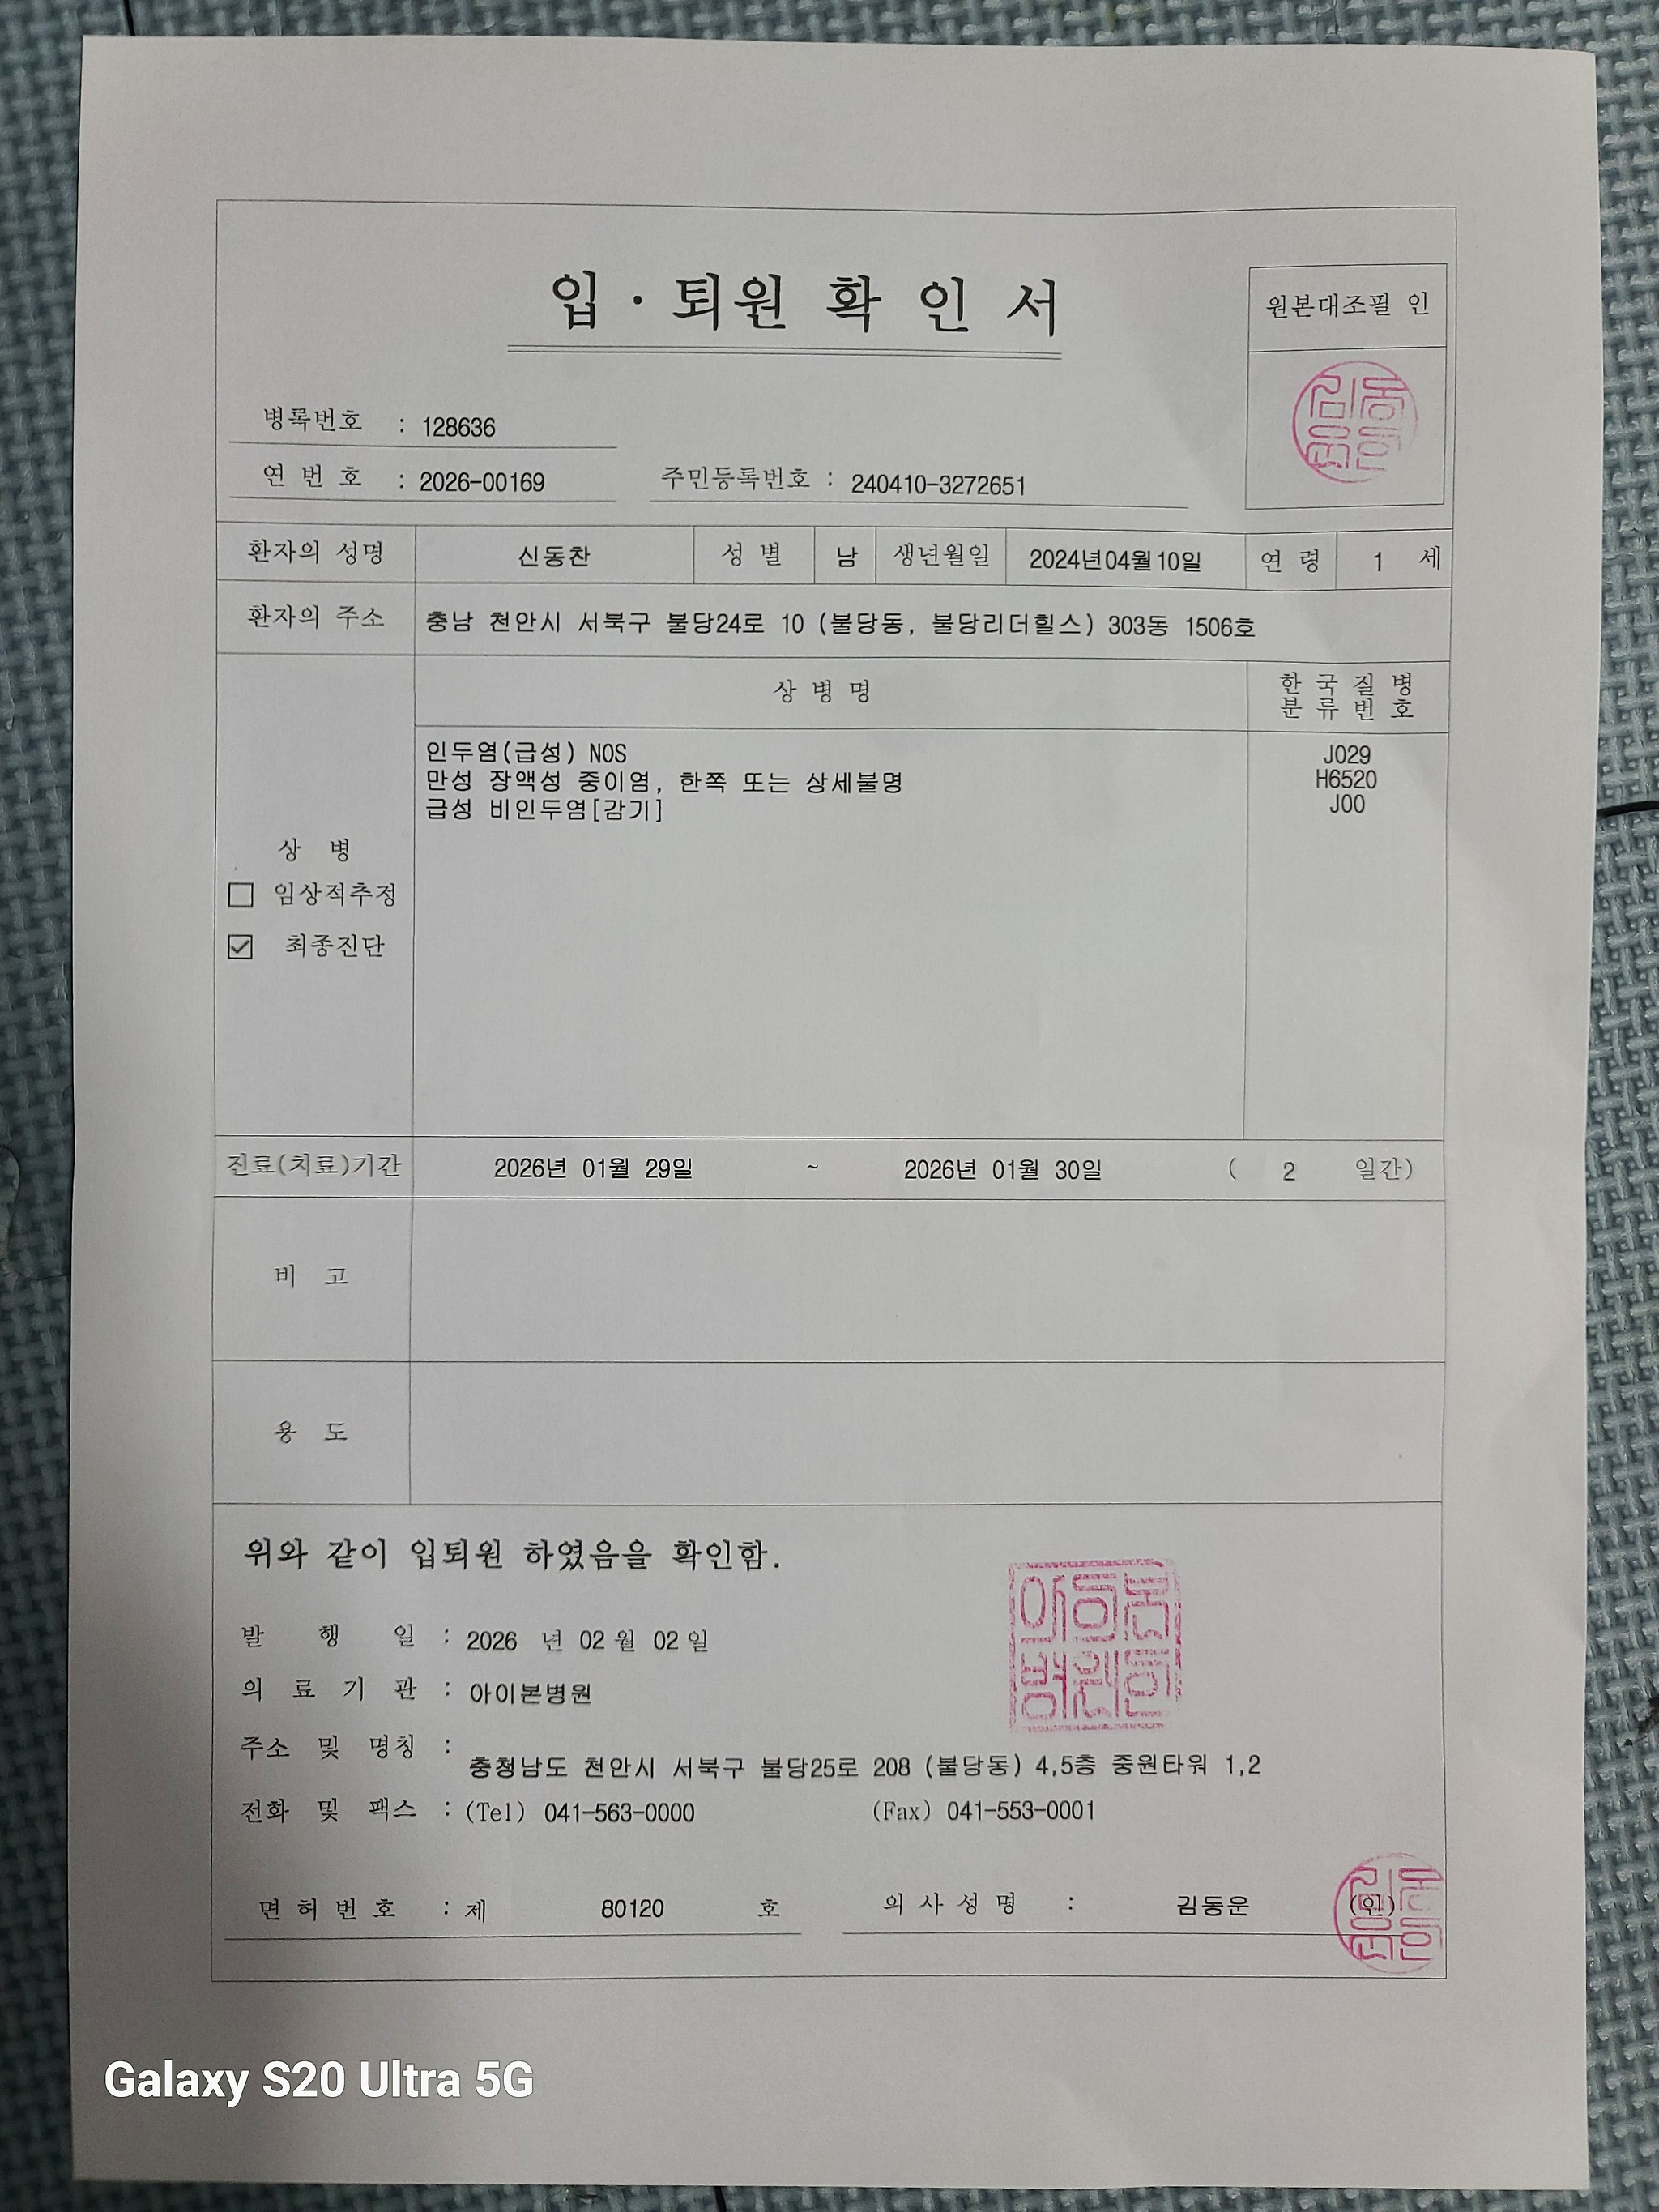 입 · 퇴원 확 인 서
원본대조필 인
병록번호 : 128636
연 번 호 : 2026-00169 주민등록번호 : 240410-3272651
환자의 성명 신동찬 성 별 남 생년월일 2024년04월10일 연 령 1 세
환자의 주소 충남 천안시 서북구 불당24로 10 (불당동, 불당리더힐스) 303동 1506호
상 병 명 한 국 질 병
분 류 번 호
인두염(급성) NOS J029
만성 장액성 중이염, 한쪽 또는 상세불명 H6520
급성 비인두염[감기] J00
상 병
임상적추정
최종진단
진료(치료)기간 2026년 01월 29일 ~ 2026년 01월 30일 ( 2 일간)
비 고
용 도
위와 같이 입퇴원 하였음을 확인함.
발 행 일 : 2026 년 02 월 02 일
의 료 기 관 : 아이본병원
주소 및 명칭 : 충청남도 천안시 서북구 불당25로 208 (불당동) 4,5층 중원타워 1,2
전화 및 팩스 : (Tel) 041-563-0000 (Fax) 041-553-0001
면 허 번 호 : 제 80120 호 의 사 성 명 : 김동운 (인)
Galaxy S20 Ultra 5G